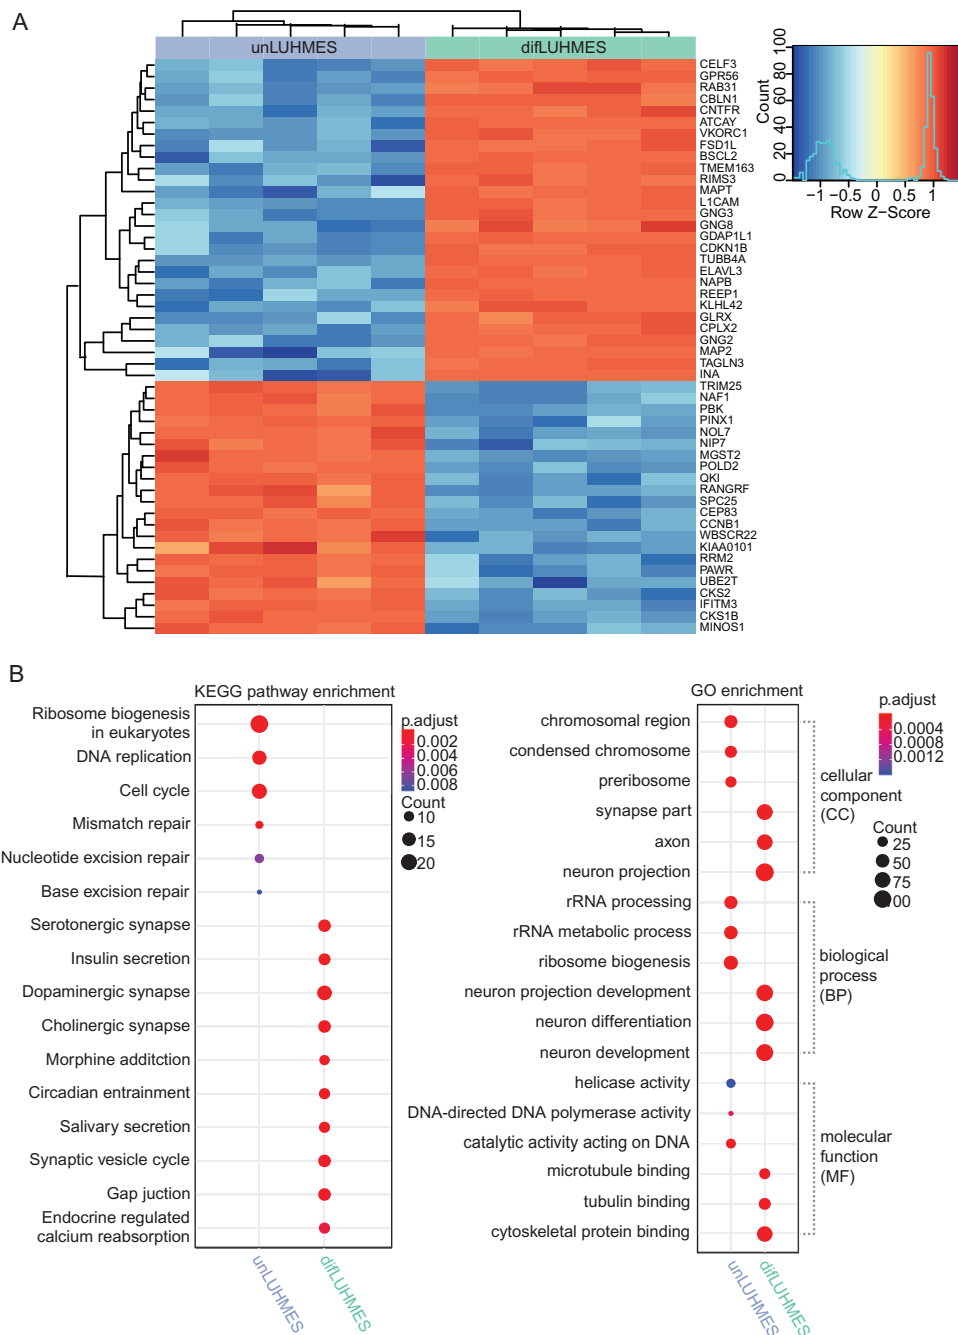 A
unLUHMES
difLUHMES
CELF3
GPR56
RAB31
CBLN1
CNTFR
ATCAY
VKORC1
FSD1L
BSCL2
TMEM163
RIMS3
MAPT
L1CAM
GNG3
GNG8
GDAP1L1
CDKN1B
TUBB4A
ELAVL3
NAPB
REEP1
KLHL42
GLRX
CPLX2
GNG2
MAP2
TAGLN3
INA
TRIM25
NAF1
PBK
PINX1
NOL7
NIP7
MGST2
POLD2
QKI
RANGRF
SPC25
CEP83
CCNB1
WBSCR22
KIAA0101
RRM2
PAWR
UBE2T
CKS2
IFITM3
CKS1B
MINOS1
Count
0 20 40 60 80 100
−1 −0.5 0 0.5 1
Row Z−Score
B
KEGG pathway enrichment
Ribosome biogenesis
in eukaryotes
DNA replication
Cell cycle
Mismatch repair
Nucleotide excision repair
Base excision repair
Serotonergic synapse
Insulin secretion
Dopaminergic synapse
Cholinergic synapse
Morphine additction
Circadian entrainment
Salivary secretion
Synaptic vesicle cycle
Gap juction
Endocrine regulated
calcium reabsorption
unLUHMES
difLUHMES
p.adjust
0.002
0.004
0.006
0.008
Count
10
15
20
GO enrichment
chromosomal region
condensed chromosome
preribosome
synapse part
axon
neuron projection
rRNA processing
rRNA metabolic process
ribosome biogenesis
neuron projection development
neuron differentiation
neuron development
helicase activity
DNA-directed DNA polymerase activity
catalytic activity acting on DNA
microtubule binding
tubulin binding
cytoskeletal protein binding
unLUHMES
difLUHMES
p.adjust
0.0004
0.0008
0.0012
cellular
component
(CC)
Count
25
50
75
100
biological
process
(BP)
molecular
function
(MF)